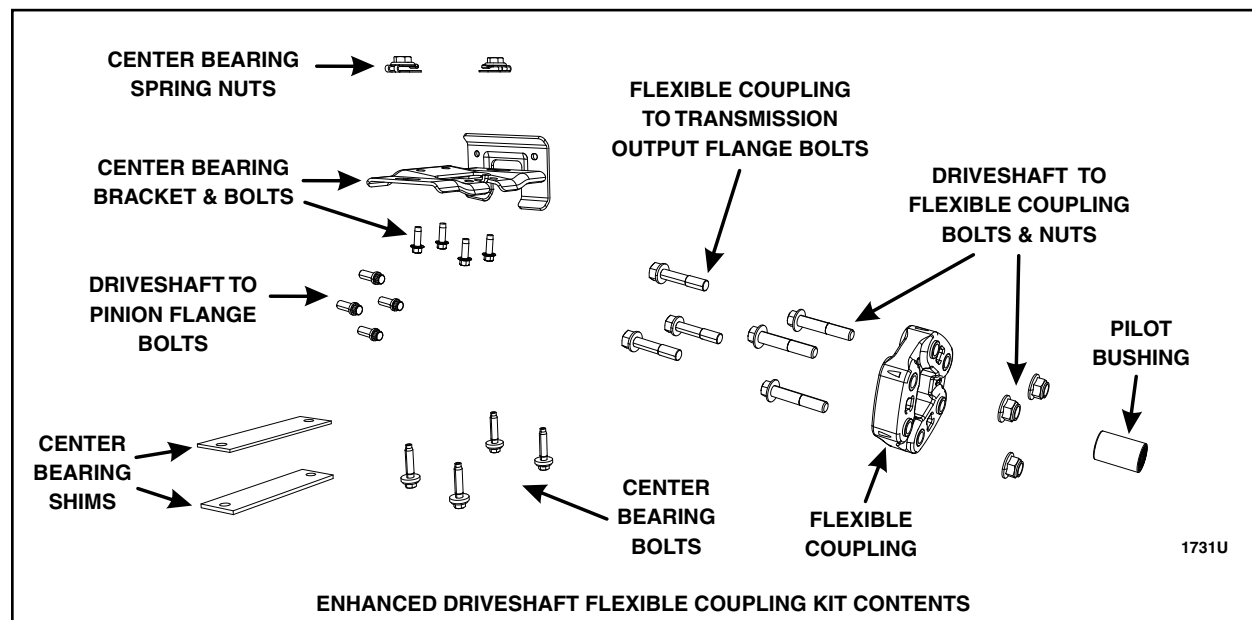 CENTER BEARING
SPRING NUTS
FLEXIBLE COUPLING
TO TRANSMISSION
OUTPUT FLANGE BOLTS
CENTER BEARING
BRACKET & BOLTS
DRIVESHAFT TO
FLEXIBLE COUPLING
BOLTS & NUTS
DRIVESHAFT TO
PINION FLANGE
BOLTS
PILOT
BUSHING
CENTER
BEARING
SHIMS
CENTER
BEARING
BOLTS
FLEXIBLE
COUPLING
1731U
ENHANCED DRIVESHAFT FLEXIBLE COUPLING KIT CONTENTS